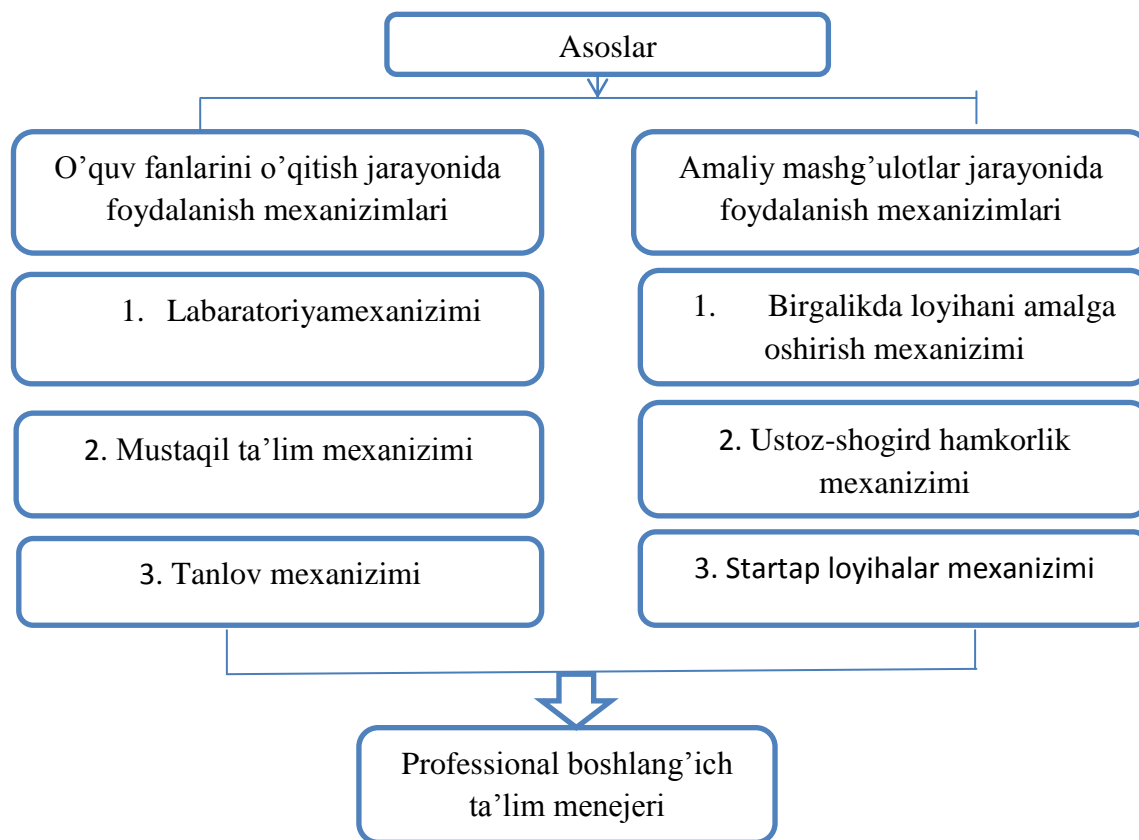 Asoslar
O’quv fanlarini o’qitish jarayonida
foydalanish mexanizimlari
1. Labaratoriyamexanizimi
2. Mustaqil ta’lim mexanizimi
3. Tanlov mexanizimi
Amaliy mashg’ulotlar jarayonida
foydalanish mexanizimlari
1. Birgalikda loyihani amalga
oshirish mexanizimi
2. Ustoz-shogird hamkorlik
mexanizimi
3. Startap loyihalar mexanizimi
Professional boshlang’ich
ta’lim menejeri